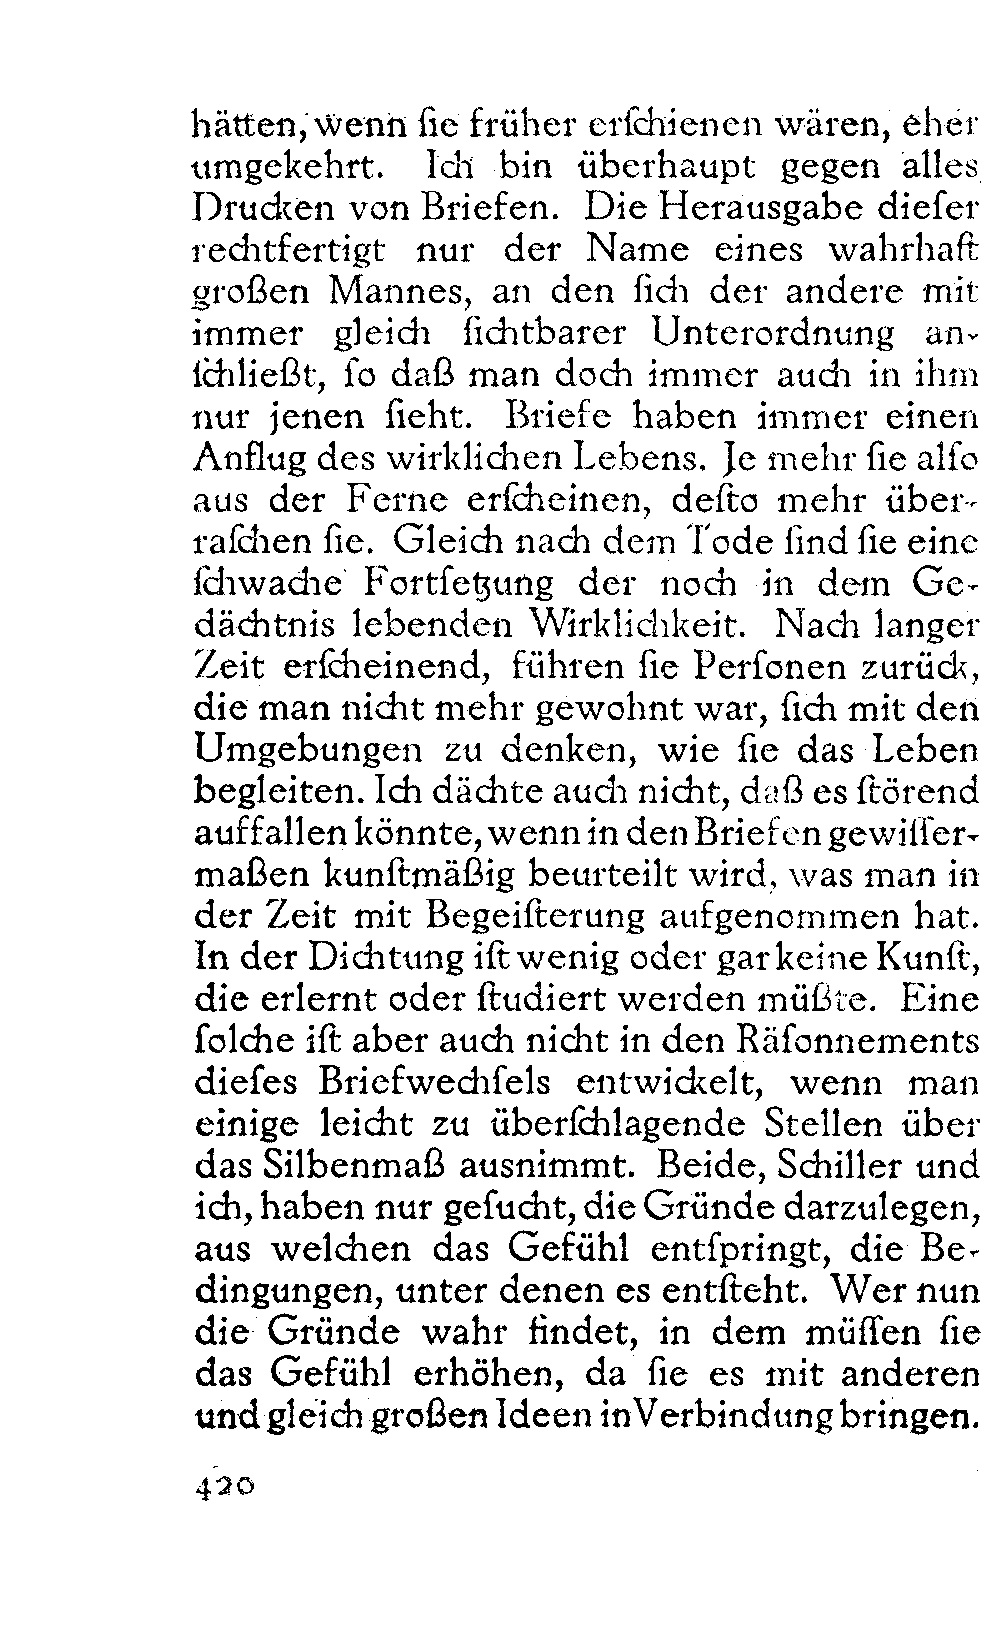 hätten, wenn ſie früher erſchienen wären, eher
umgekehrt. Ich bin überhaupt gegen alles
Drucken von Briefen. Die Herausgabe dieſer
rechtfertigt nur der Name eines wahrhaft
großen Mannes, an den ſich der andere mit
immer gleich ſichtbarer Unterordnung an-
ſchließt, ſo daß man doch immer auch in ihm
nur jenen ſieht. Briefe haben immer einen
Anflug des wirklichen Lebens. Je mehr ſie alſo
aus der Ferne erſcheinen, deſto mehr über-
raſchen ſie. Gleich nach dem Tode ſind ſie eine
ſchwache Fortſetzung der noch in dem Ge-
dächtnis lebenden Wirklichkeit. Nach langer
Zeit erſcheinend, führen ſie Perſonen zurück,
die man nicht mehr gewohnt war, ſich mit den
Umgebungen zu denken, wie ſie das Leben
begleiten. Ich dächte auch nicht, daß es ſtörend
auffallen könnte, wenn in den Briefen gewiſſer-
maßen kunſtmäßig beurteilt wird, was man in
der Zeit mit Begeiſterung aufgenommen hat.
In der Dichtung iſt wenig oder gar keine Kunſt,
die erlernt oder ſtudiert werden müßte. Eine
ſolche iſt aber auch nicht in den Räſonnements
dieſes Briefwechſels entwickelt, wenn man
einige leicht zu überſchlagende Stellen über
das Silbenmaß ausnimmt. Beide, Schiller und
ich, haben nur geſucht, die Gründe darzulegen,
aus welchen das Gefühl entſpringt, die Be-
dingungen, unter denen es entſteht. Wer nun
die Gründe wahr findet, in dem müſſen ſie
das Gefühl erhöhen, da ſie es mit anderen
und gleich großen Ideen in Verbindung bringen.
420